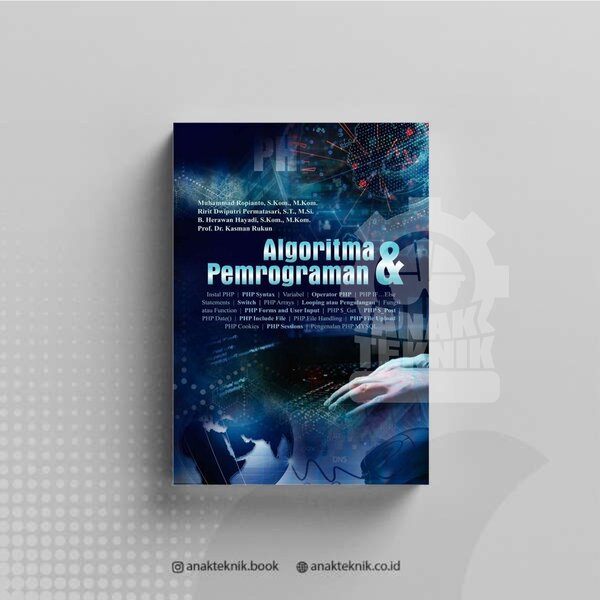 PH
Muhammad Ropianto, S.Kom., M.Kom.
Ririt Dwiputri Permatasari, S.T., M.Si.
B. Herawan Hayadi, S.Kom., M.Kom.
Prof. Dr. Kasman Rukun
Algoritma &
Pemrograman
Instal PHP | PHP Syntax | Variabel | Operator PHP | PHP IF... Else
Statements | Switch | PHP Arrays | Looping atau Pengulangan | Fungsi
atau Function | PHP Forms and User Input | PHP $_Get | PHP $_Post
PHP Date() | PHP Include File | PHP File Handling | PHP File Upload
PHP Cookies | PHP Sessions | Pengenalan PHP MYSQL
ANAK
TEKNIK
anakteknik.book
anakteknik.co.id